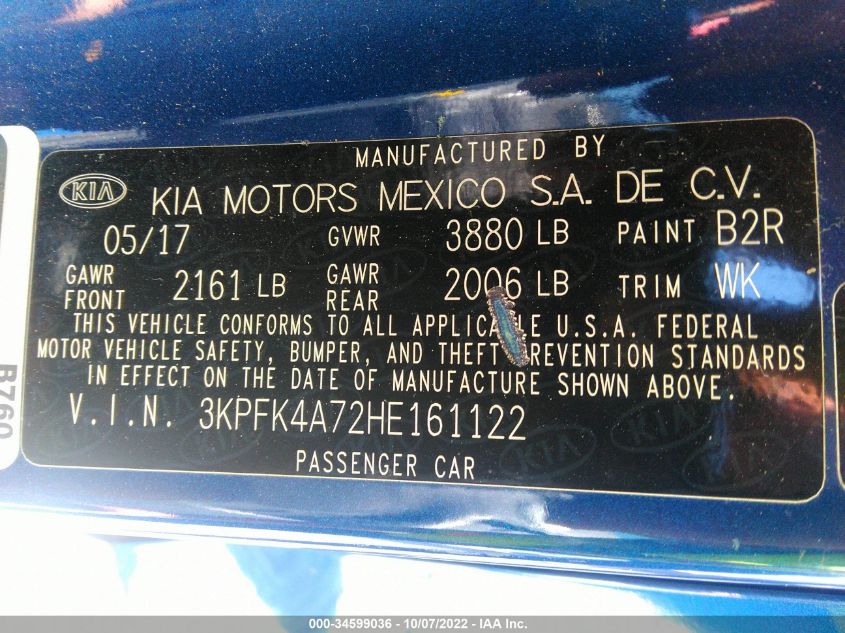 MANUFACTURED BY
KIA KIA MOTORS MEXICO S.A. DE C.V.
05/17 GVWR 3880 LB PAINT B2R
GAWR FRONT 2161 LB GAWR REAR 2006 LB TRIM WK
THIS VEHICLE CONFORMS TO ALL APPLICABLE U.S.A. FEDERAL
MOTOR VEHICLE SAFETY, BUMPER, AND THEFT PREVENTION STANDARDS
IN EFFECT ON THE DATE OF MANUFACTURE SHOWN ABOVE.
V.I.N. 3KPFK4A72HE161122
PASSENGER CAR
B760
000-34599036 - 10/07/2022 - IAA Inc.